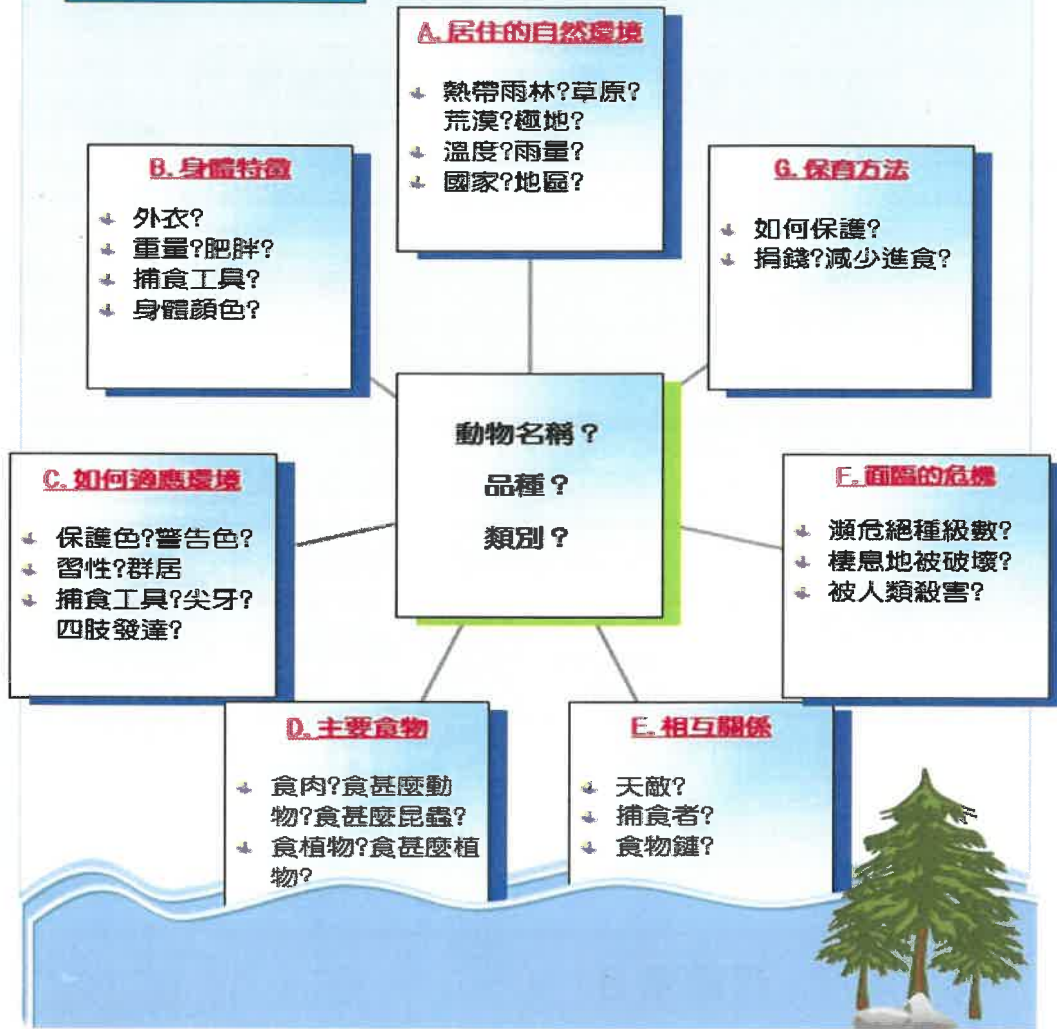 A. 居住的自然環境
熱帶雨林?草原?
荒漠?極地?
溫度?雨量?
國家?地區?
B. 身體特徵
外衣?
重量?肥胖?
捕食工具?
身體顏色?
G. 保育方法
如何保護?
捐錢?減少進食?
動物名稱？
品種？
類別？
C. 如何適應環境
保護色?警告色?
習性?群居
捕食工具?尖牙?
四肢發達?
F. 面臨的危機
瀕危絕種級數?
棲息地被破壞?
被人類殺害?
D. 主要食物
食肉?食甚麼動
物?食甚麼昆蟲?
食植物?食甚麼植
物?
E. 相互關係
天敵?
捕食者?
食物鏈?